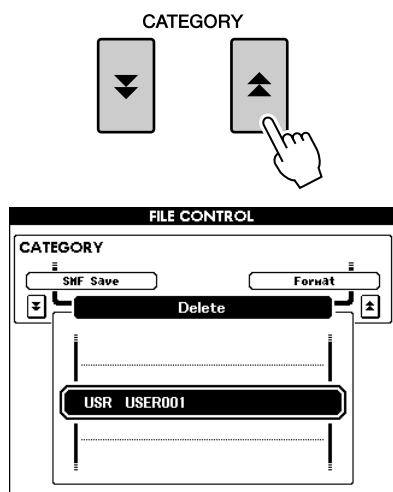 CATEGORY
FILE CONTROL
CATEGORY
SMF Save Format
Delete
USR USER001